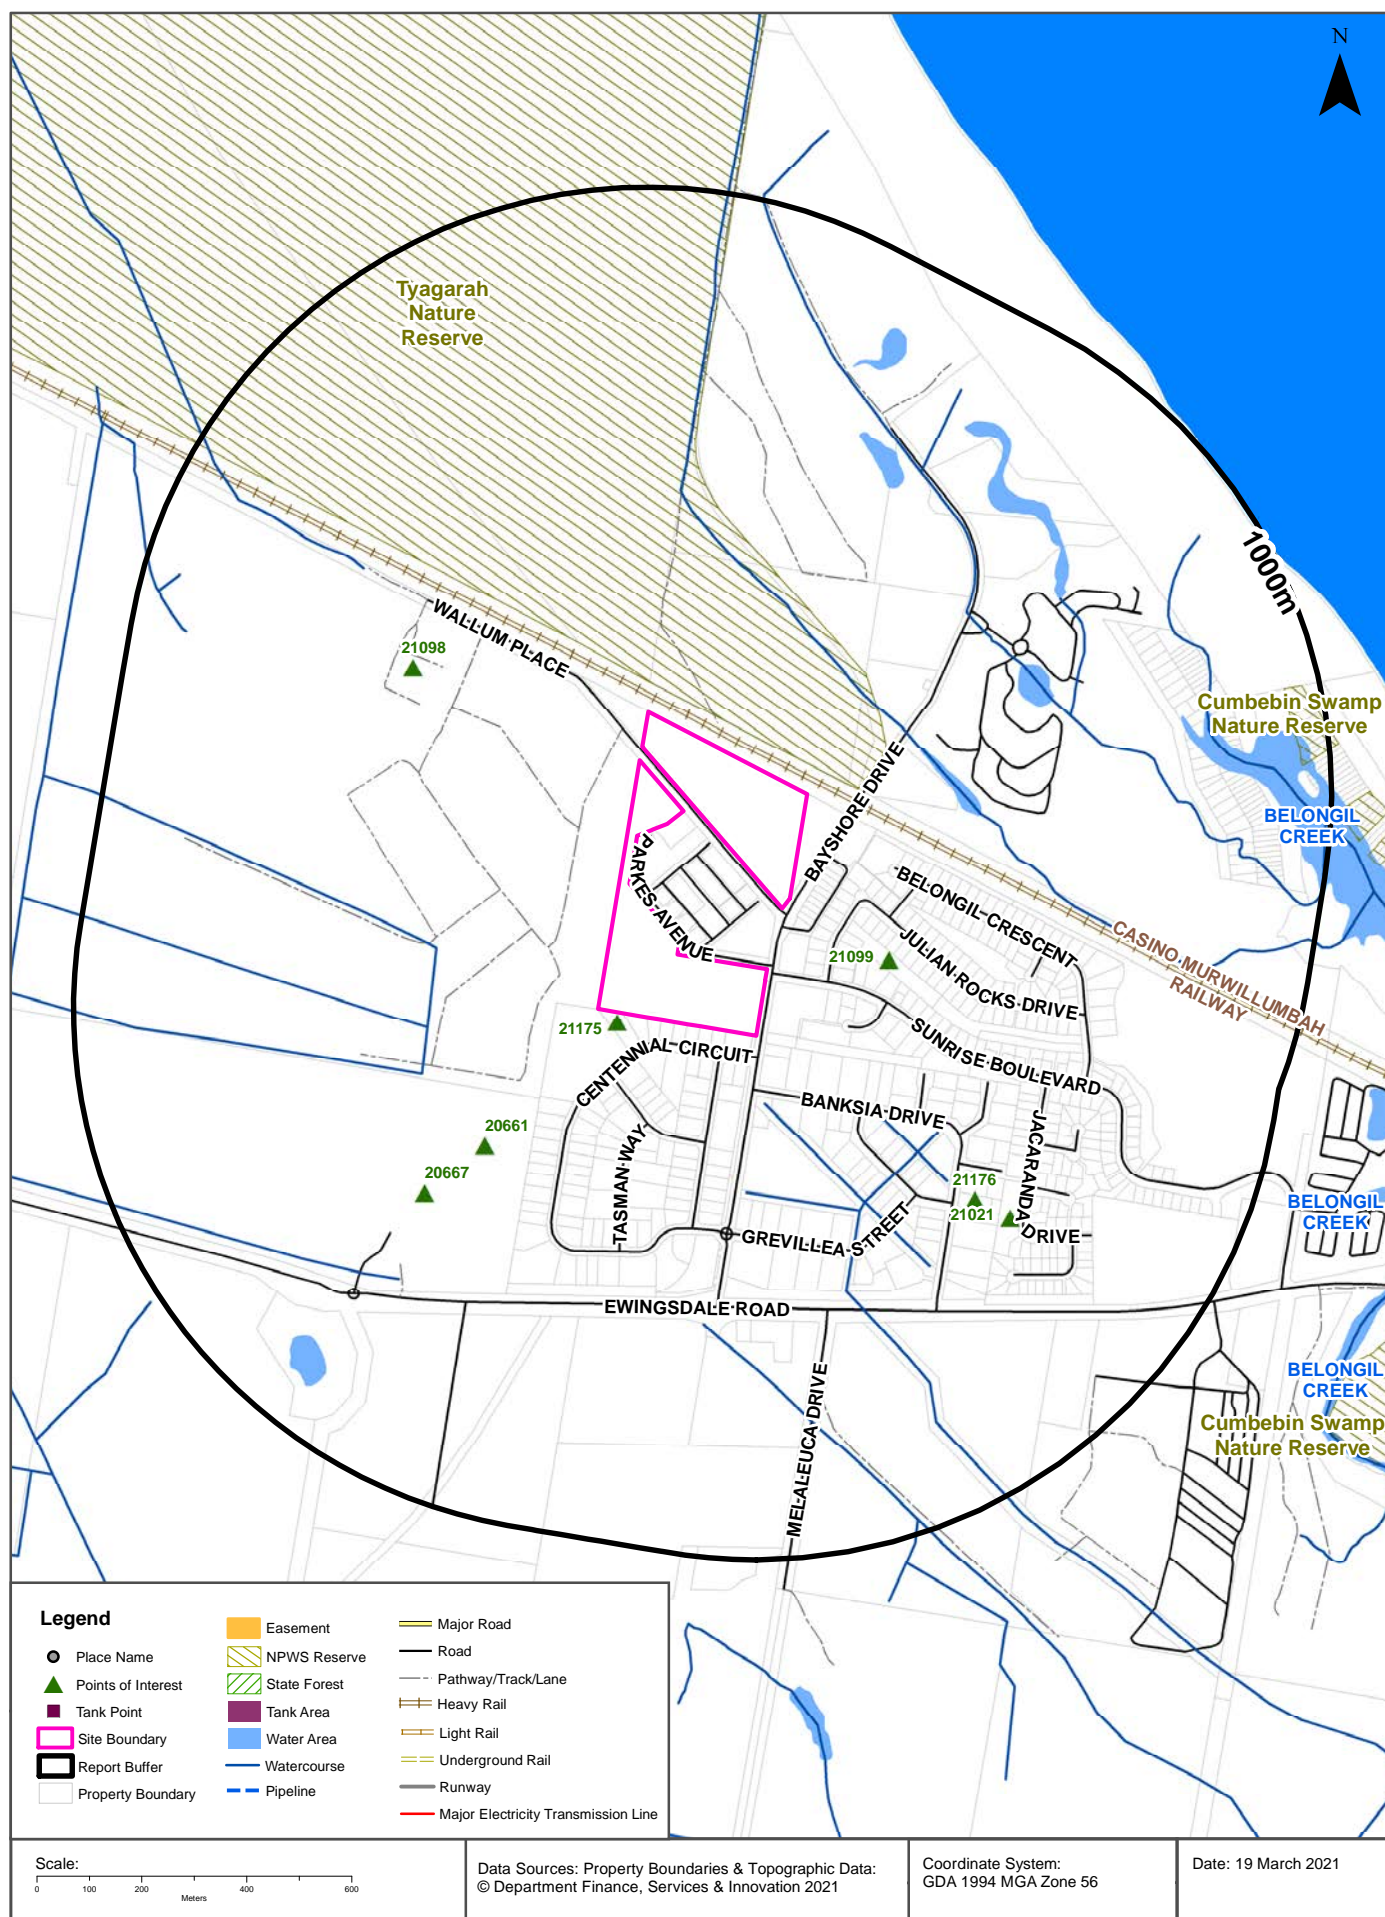 N
Tyagarah
Nature
Reserve
1000m
WALLUM PLACE
21098
Cumbebin Swamp
Nature Reserve
BELONGIL
CREEK
BAYSHORE DRIVE
PARKES AVENUE
BELONGIL CRESCENT
CASINO MURWILLUMBAH
RAILWAY
21099
JULIAN ROCKS DRIVE
21175
SUNRISE BOULEVARD
CENTENNIAL CIRCUIT
BANKSIA DRIVE
JACARANDA DRIVE
20661
20667
TASMAN WAY
21176
21021
BELONGIL
CREEK
GREVILLEA STREET
EWINGSDALE ROAD
MELALEUCA DRIVE
BELONGIL
CREEK
Cumbebin Swamp
Nature Reserve
Legend
Place Name
Points of Interest
Tank Point
Site Boundary
Report Buffer
Property Boundary
Easement
NPWS Reserve
State Forest
Tank Area
Water Area
Watercourse
Pipeline
Major Road
Road
Pathway/Track/Lane
Heavy Rail
Light Rail
Underground Rail
Runway
Major Electricity Transmission Line
Scale:
0 100 200 400 600
Meters
Data Sources: Property Boundaries & Topographic Data:
© Department Finance, Services & Innovation 2021
Coordinate System:
GDA 1994 MGA Zone 56
Date: 19 March 2021